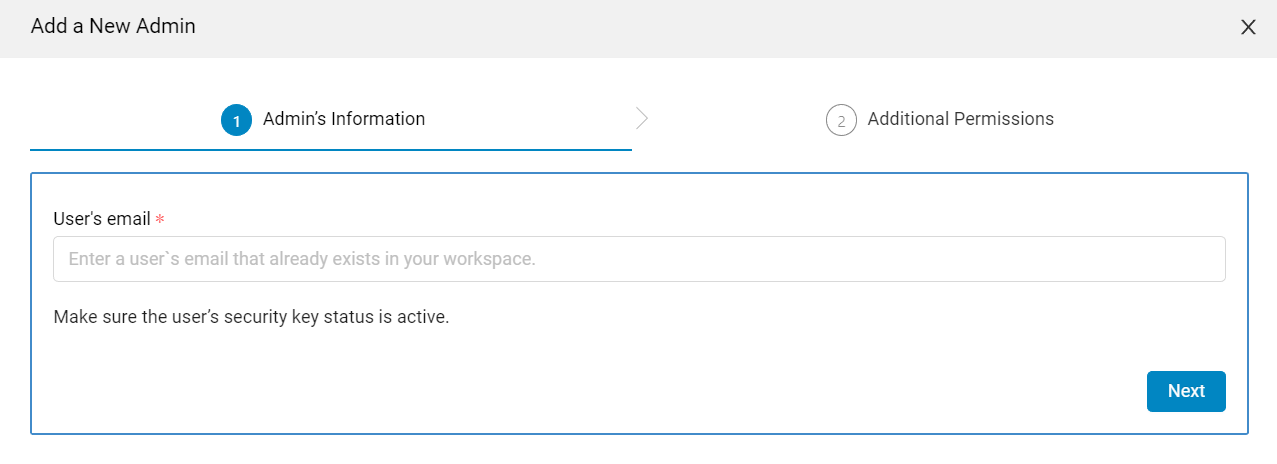 Add a New Admin
1 Admin’s Information
2 Additional Permissions
User's email *
Enter a user`s email that already exists in your workspace.
Make sure the user’s security key status is active.
Next